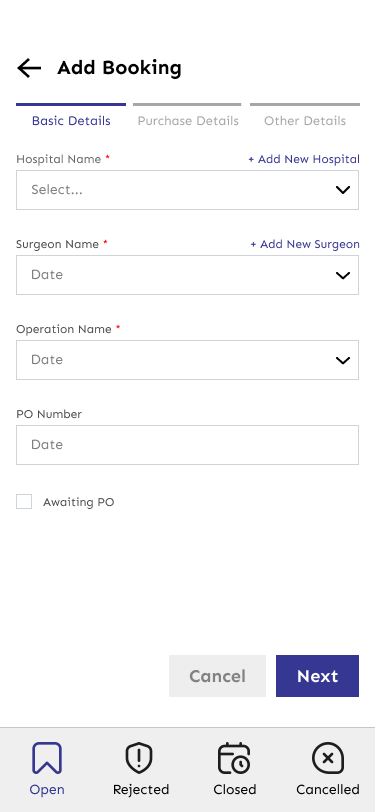 Add Booking
Basic Details Purchase Details Other Details
Hospital Name * + Add New Hospital
Select...
Surgeon Name * + Add New Surgeon
Date
Operation Name *
Date
PO Number
Date
Awaiting PO
Cancel Next
Open Rejected Closed Cancelled